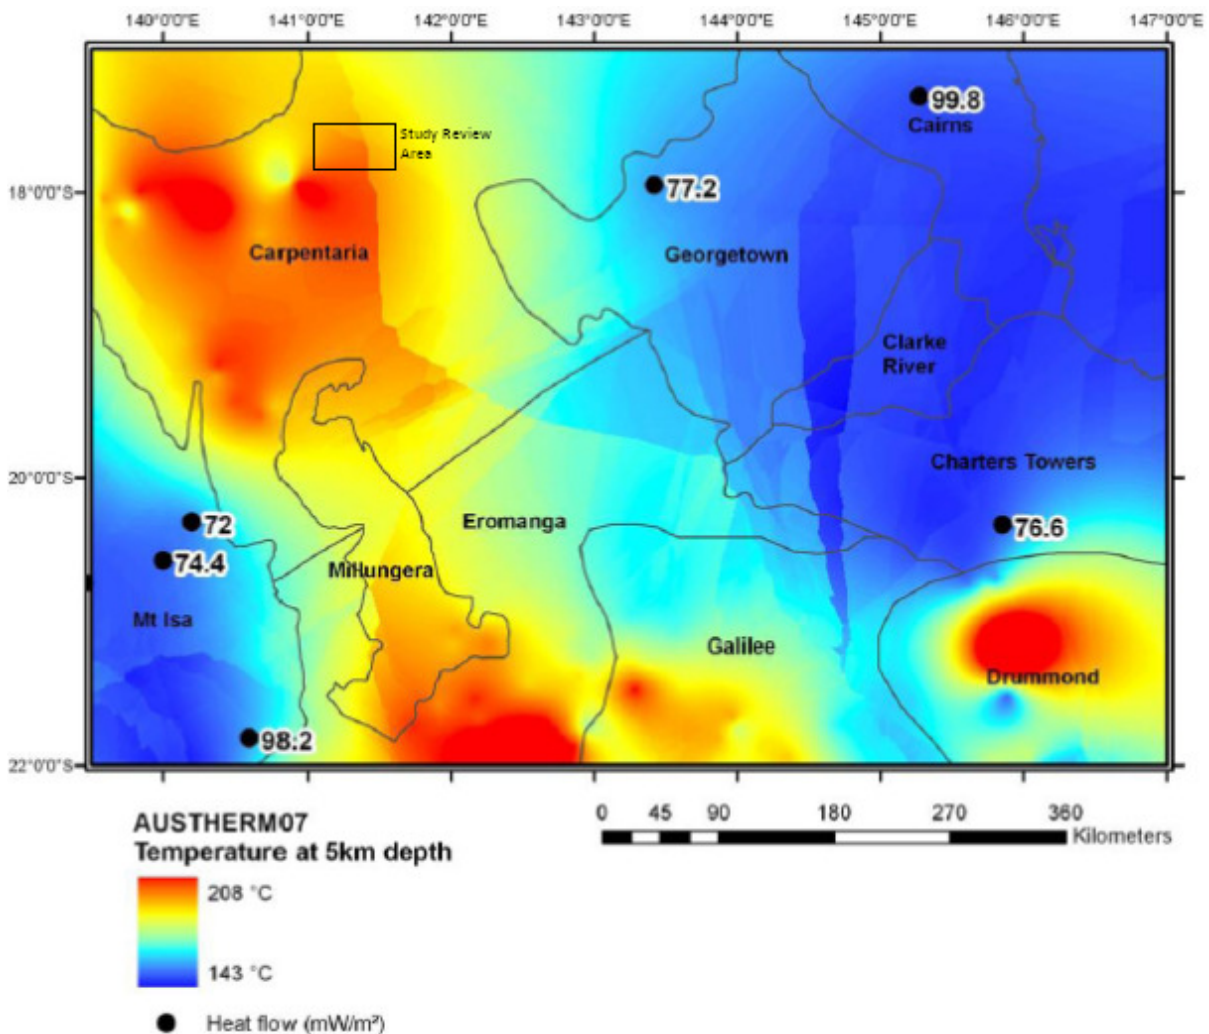 140°0'0"E 141°0'0"E 142°0'0"E 143°0'0"E 144°0'0"E 145°0'0"E 146°0'0"E 147°0'0"E
99.8
Cairns
Study Review
Area
18°0'0"S
77.2
Carpentaria
Georgetown
Clarke
River
Charters Towers
20°0'0"S
72
Eromanga
76.6
74.4
Millungera
Mt Isa
Galilee
Drummond
98.2
22°0'0"S
AUSTHERM07
Temperature at 5km depth
208 °C
143 °C
Heat flow (mW/m²)
0 45 90 180 270 360
Kilometers